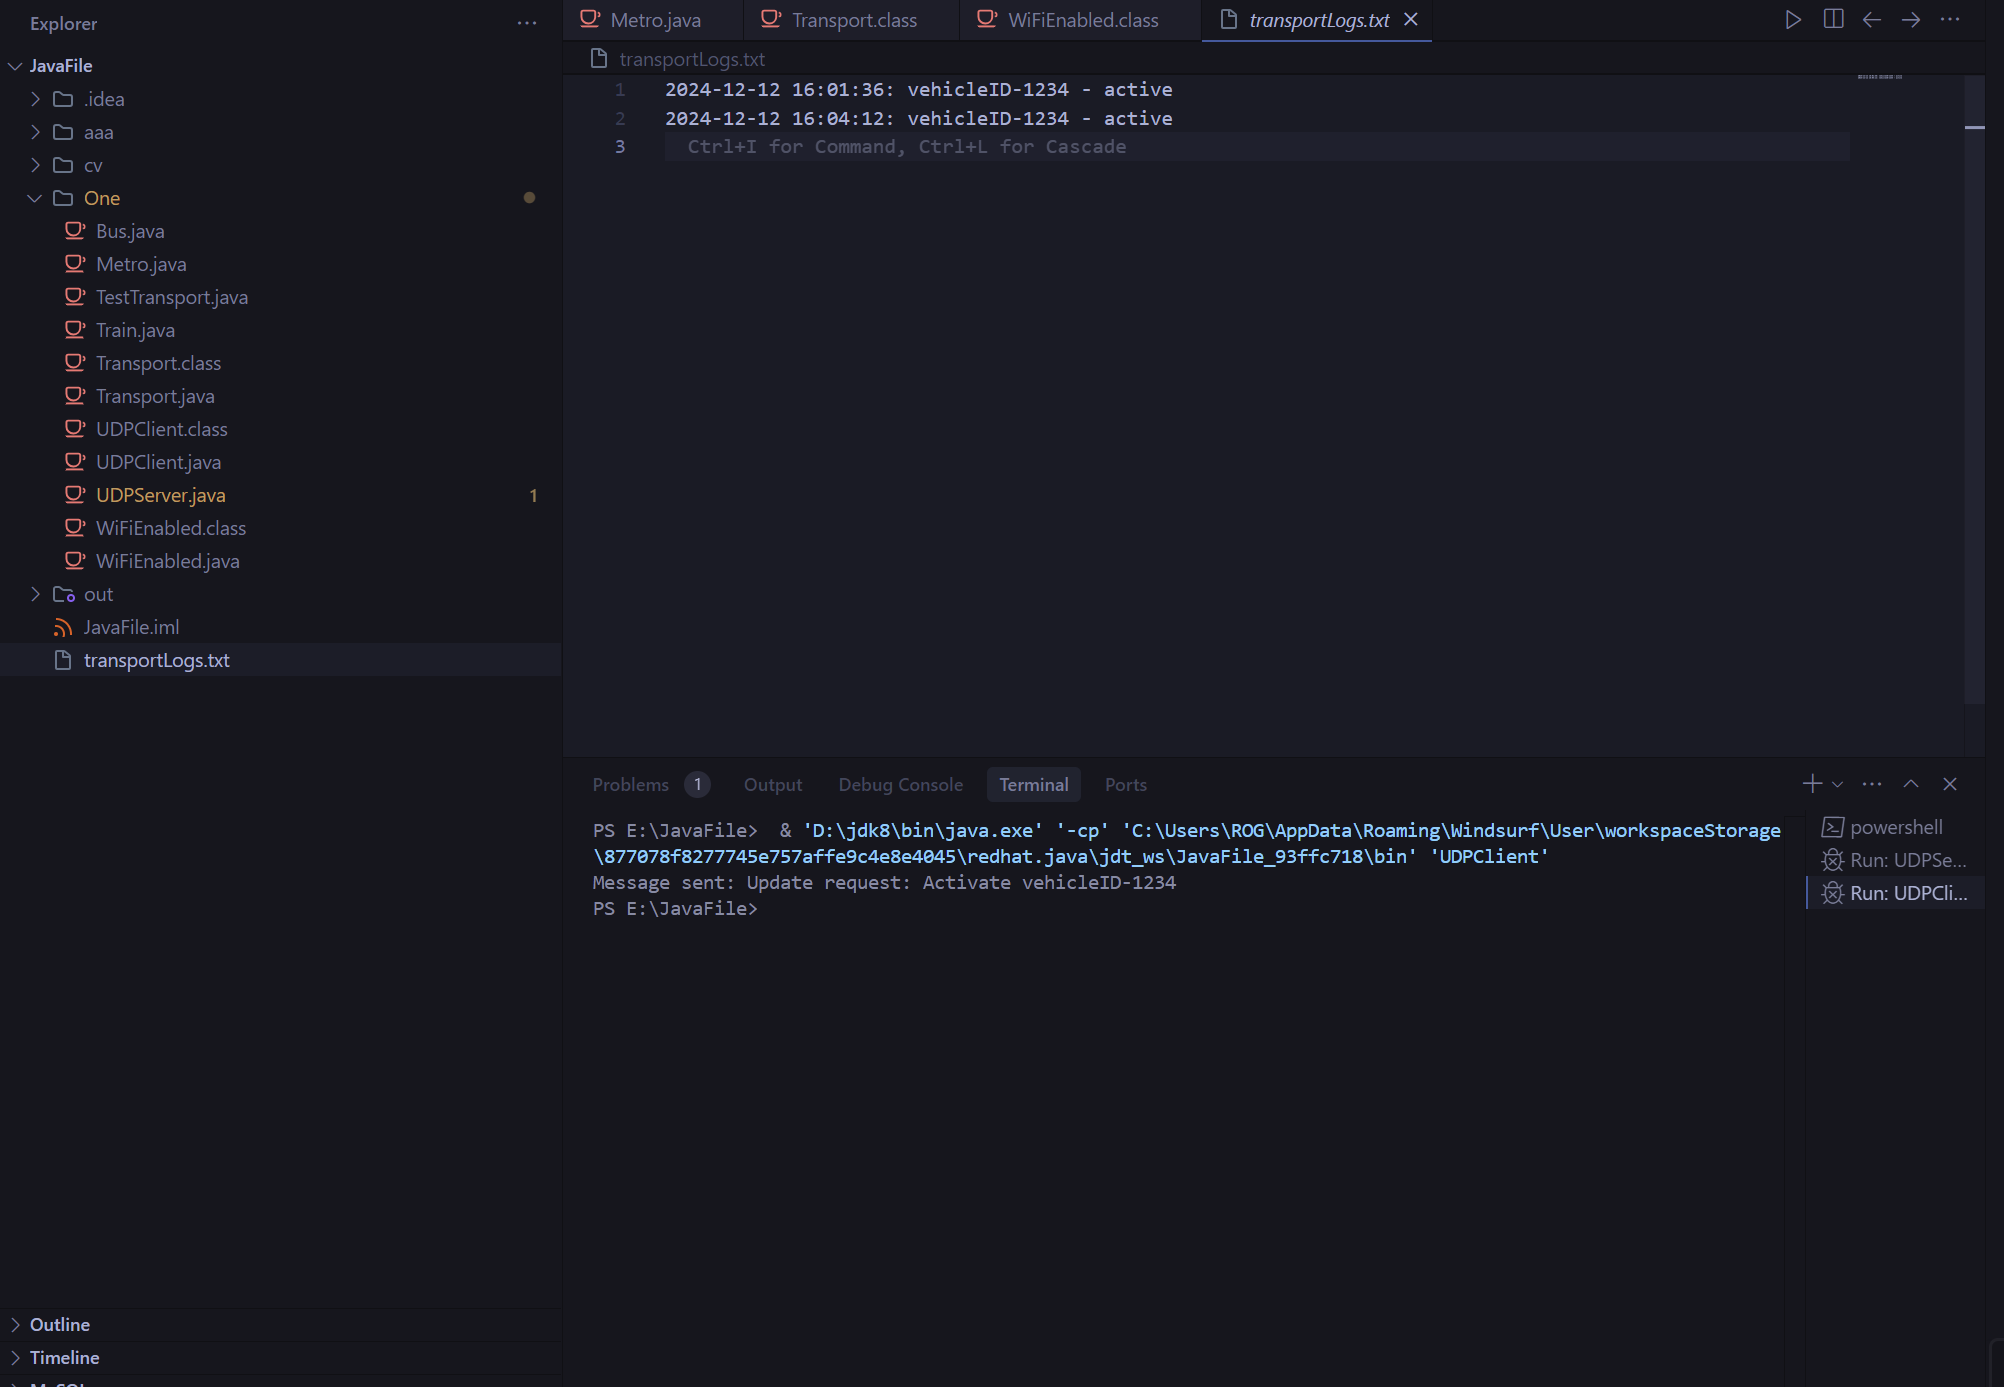 Explorer
JavaFile
.idea
aaa
cv
One
Bus.java
Metro.java
TestTransport.java
Train.java
Transport.class
Transport.java
UDPClient.class
UDPClient.java
UDPServer.java 1
WiFiEnabled.class
WiFiEnabled.java
out
JavaFile.iml
transportLogs.txt
Outline
Timeline
Metro.java Transport.class WiFiEnabled.class transportLogs.txt
transportLogs.txt
1 2024-12-12 16:01:36: vehicleID-1234 - active
2 2024-12-12 16:04:12: vehicleID-1234 - active
3 Ctrl+I for Command, Ctrl+L for Cascade
Problems 1 Output Debug Console Terminal Ports
PS E:\JavaFile>  & 'D:\jdk8\bin\java.exe' '-cp' 'C:\Users\ROG\AppData\Roaming\Windsurf\User\workspaceStorage
\877078f8277745e757affe9c4e8e4045\redhat.java\jdt_ws\JavaFile_93ffc718\bin' 'UDPClient'
Message sent: Update request: Activate vehicleID-1234
PS E:\JavaFile>
powershell
Run: UDPSe...
Run: UDPCli...